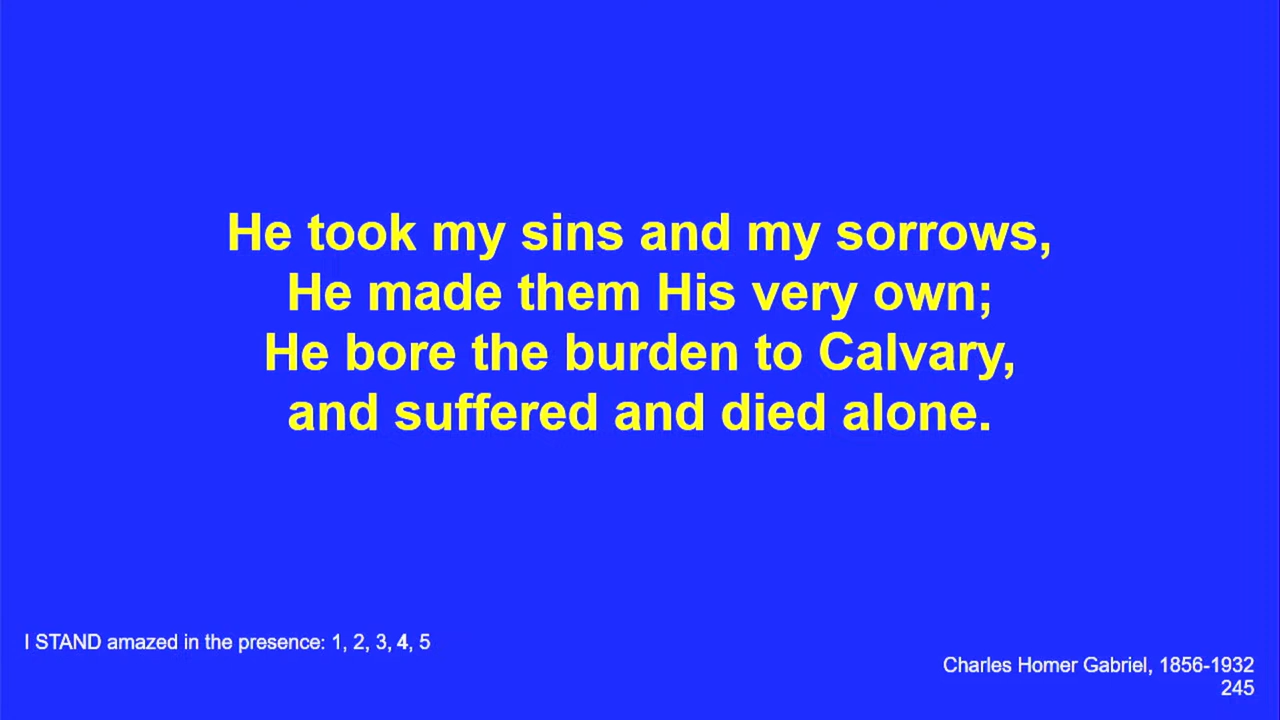 He took my sins and my sorrows,
He made them His very own;
He bore the burden to Calvary,
and suffered and died alone.
I STAND amazed in the presence: 1, 2, 3, 4, 5
Charles Homer Gabriel, 1856-1932
245